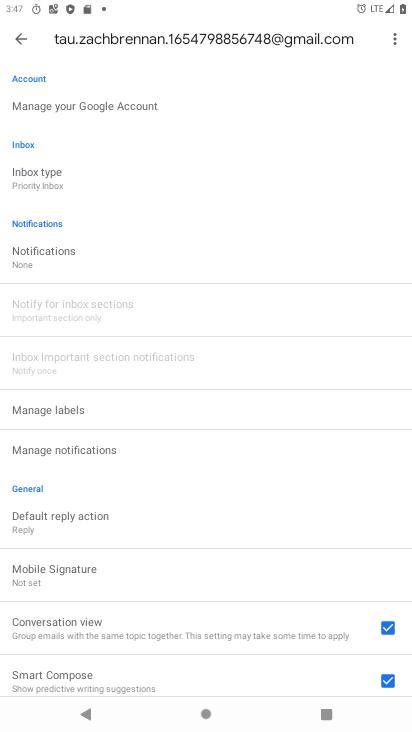 3:47
LTE
tau.zachbrennan.1654798856748@gmail.com
Account
Manage your Google Account
Inbox
Inbox type
Priority Inbox
Notifications
Notifications
None
Notify for inbox sections
Important section only
Inbox Important section notifications
Notify once
Manage labels
Manage notifications
General
Default reply action
Reply
Mobile Signature
Not set
Conversation view
Group emails with the same topic together. This setting may take some time to apply
Smart Compose
Show predictive writing suggestions